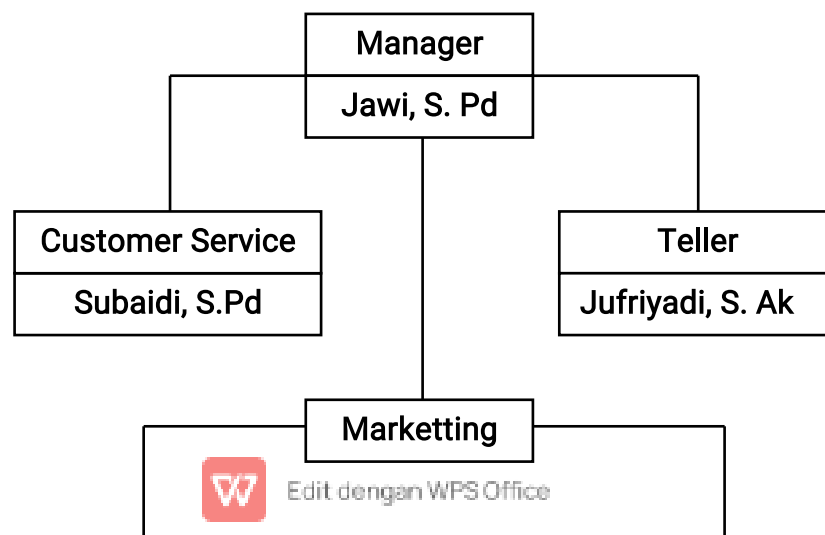 Manager
Jawi, S. Pd
Customer Service
Teller
Subaidi, S.Pd
Jufriyadi, S. Ak
Marketting
Edit dengan WPS Office